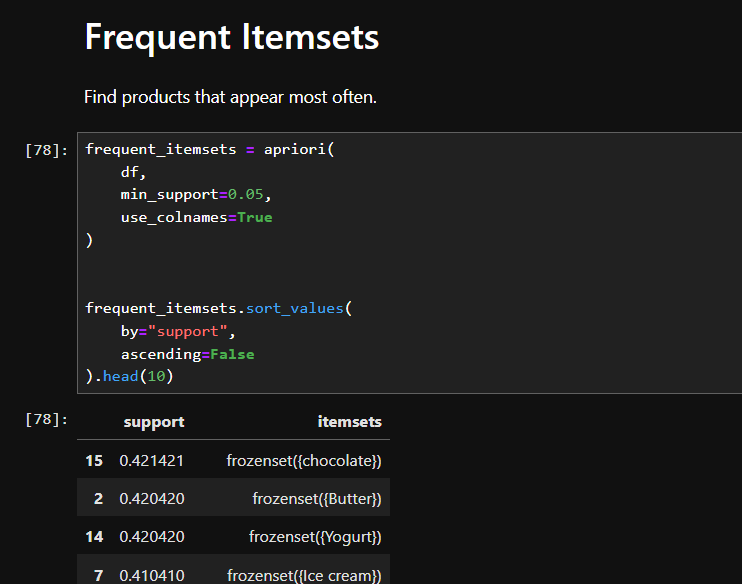 Frequent Itemsets
Find products that appear most often.
[78]: frequent_itemsets = apriori(
df,
min_support=0.05,
use_colnames=True
)
frequent_itemsets.sort_values(
by="support",
ascending=False
).head(10)
[78]: support itemsets
15 0.421421 frozenset({chocolate})
2 0.420420 frozenset({Butter})
14 0.420420 frozenset({Yogurt})
7 0.410410 frozenset({Ice cream})